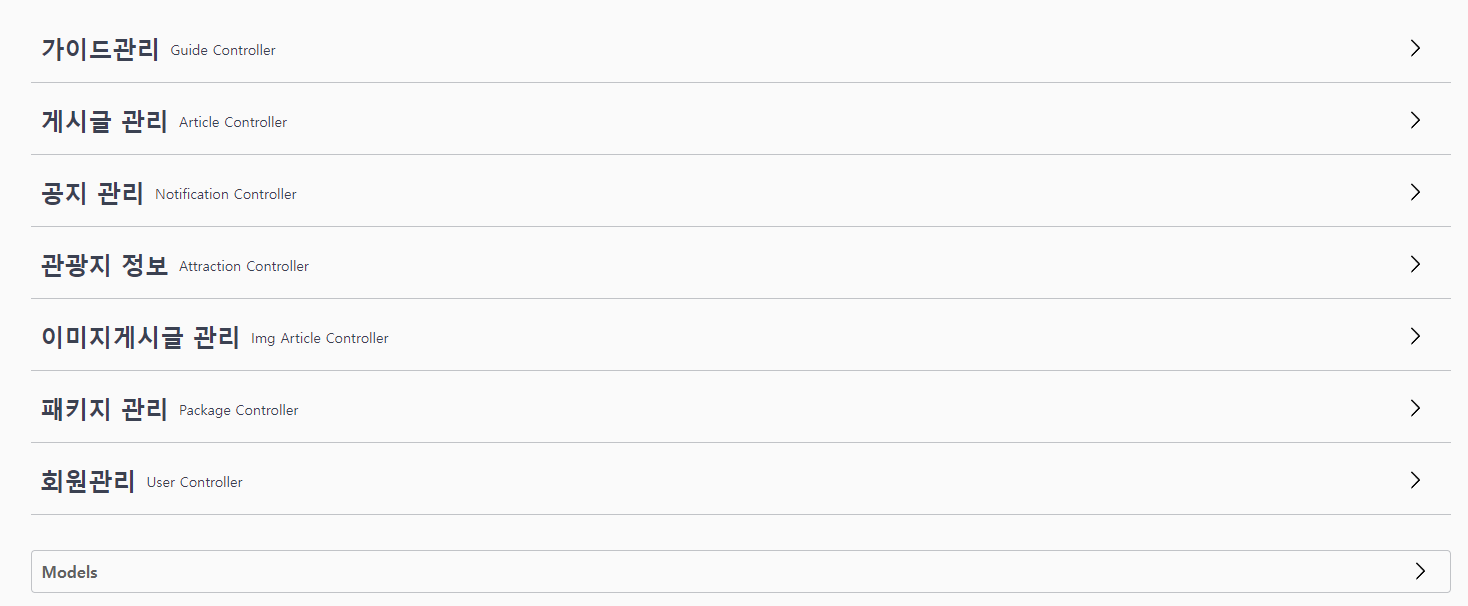 가이드관리 Guide Controller
게시글 관리 Article Controller
공지 관리 Notification Controller
관광지 정보 Attraction Controller
이미지게시글 관리 Img Article Controller
패키지 관리 Package Controller
회원관리 User Controller
Models